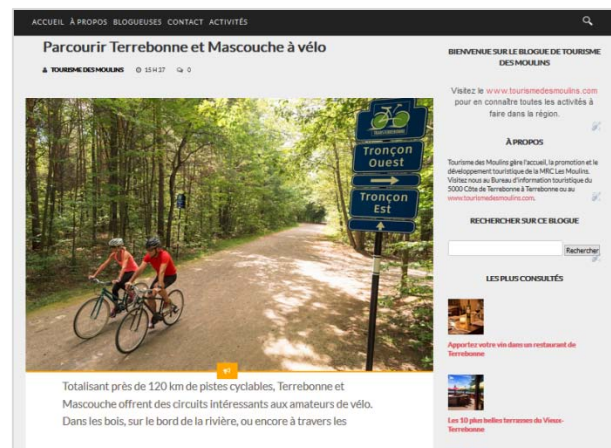 ACCUEIL À PROPOS BLOGUEUSES CONTACT ACTIVITÉS
Parcourir Terrebonne et Mascouche à vélo
TOURISME DES MOULINS 15 H 27 0
Tronçon
Ouest
Tronçon
Est
Totalisant près de 120 km de pistes cyclables, Terrebonne et
Mascouche offrent des circuits intéressants aux amateurs de vélo.
Dans les bois, sur le bord de la rivière, ou encore à travers les
BIENVENUE SUR LE BLOGUE DE TOURISME
DES MOULINS
Visitez le www.tourismedesmoulins.com
pour en connaître toutes les activités à
faire dans la région.
À PROPOS
Tourisme des Moulins gère l'accueil, la promotion et le
développement touristique de la MRC Les Moulins.
Visitez nous au Bureau d'information touristique du
5000 Côte de Terrebonne à Terrebonne ou au
www.tourismedesmoulins.com.
RECHERCHER SUR CE BLOGUE
Rechercher
LES PLUS CONSULTÉS
Apportez votre vin dans un restaurant de
Terrebonne
Les 10 plus belles terrasses du Vieux-
Terrebonne